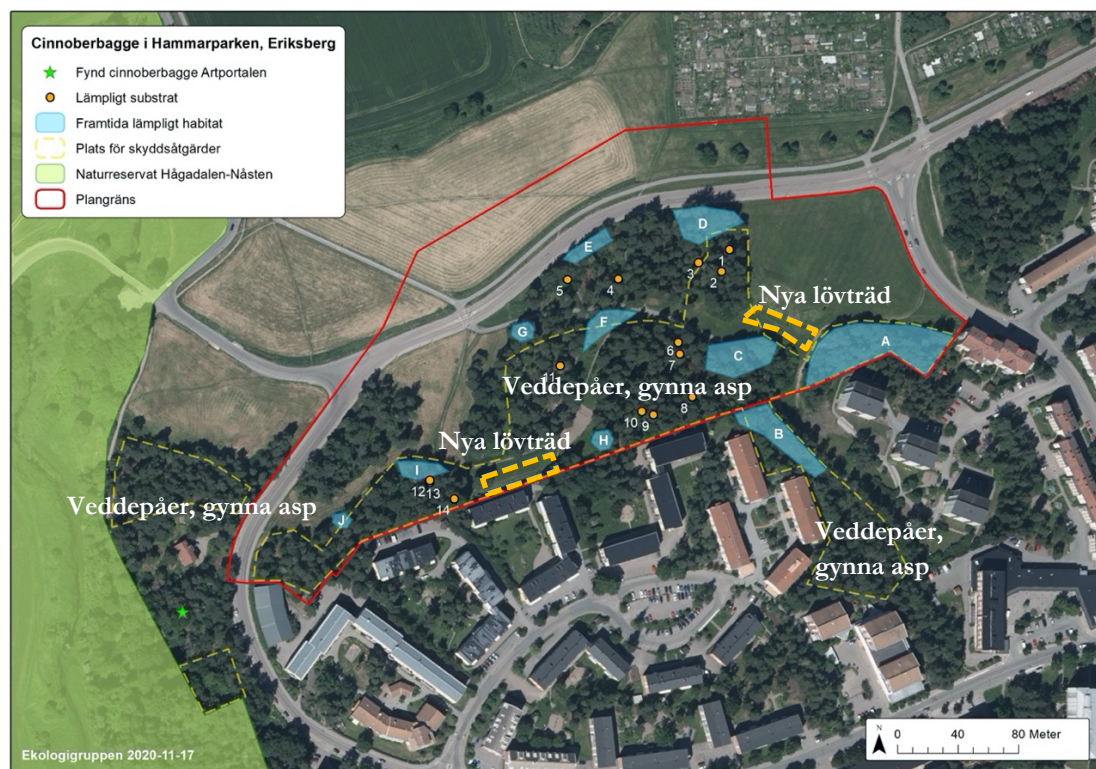 Cinnoberbagge i Hammarparken, Eriksberg
Fynd cinnoberbagge Artportalen
Lämpligt substrat
Framtida lämpligt habitat
Plats för skyddsåtgärder
Naturreservat Hågadalen-Nåsten
Plangräns
D
E
1
3
2
5
4
Nya lövträd
G
F
A
6
7
C
11
Veddepåer, gynna asp
8
10
9
B
H
Nya lövträd
I
12
13
14
Veddepåer, gynna asp
J
Veddepåer,
gynna asp
N
0
40
80 Meter
Ekologigruppen 2020-11-17